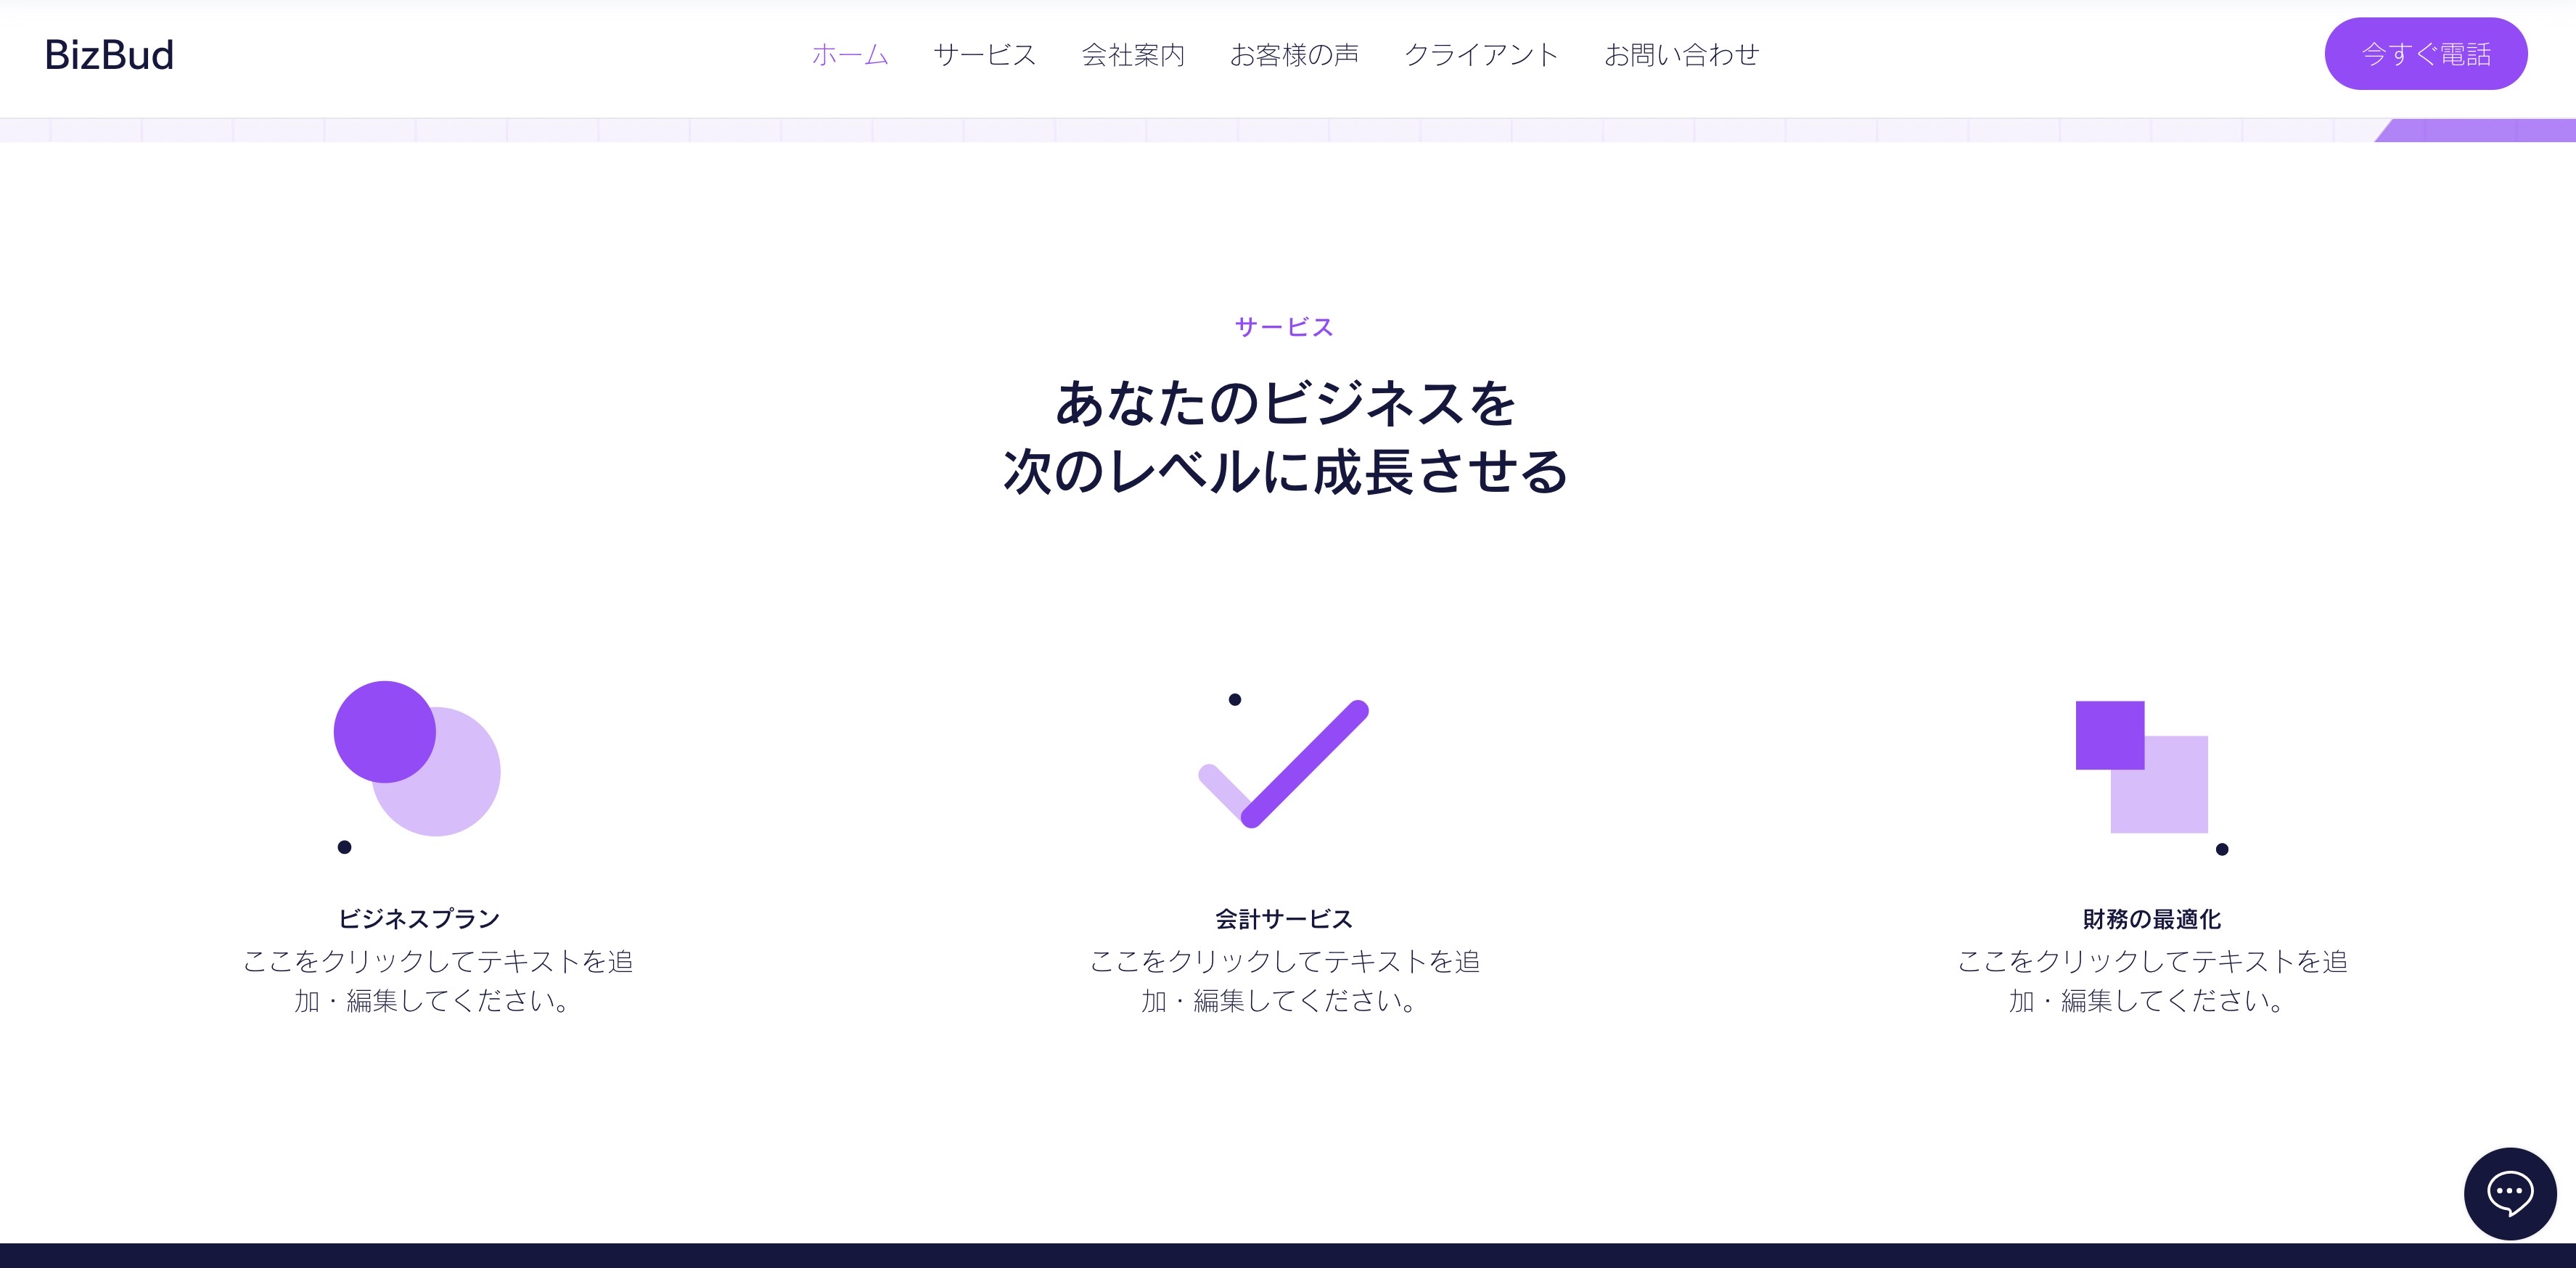 BizBud
ホーム サービス 会社案内 お客様の声 クライアント お問い合わせ
今すぐ電話
サービス
あなたのビジネスを
次のレベルに成長させる
ビジネスプラン
ここをクリックしてテキストを追
加・編集してください。
会計サービス
ここをクリックしてテキストを追
加・編集してください。
財務の最適化
ここをクリックしてテキストを追
加・編集してください。